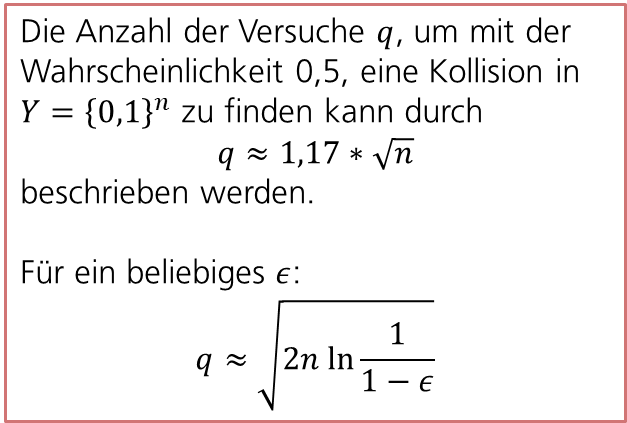 Die Anzahl der Versuche q, um mit der
Wahrscheinlichkeit 0,5, eine Kollision in
Y = {0,1}ⁿ zu finden kann durch
q ≈ 1,17 ∗ √n
beschrieben werden.
Für ein beliebiges ϵ:
q ≈ √(2n ln 1/(1 − ϵ))